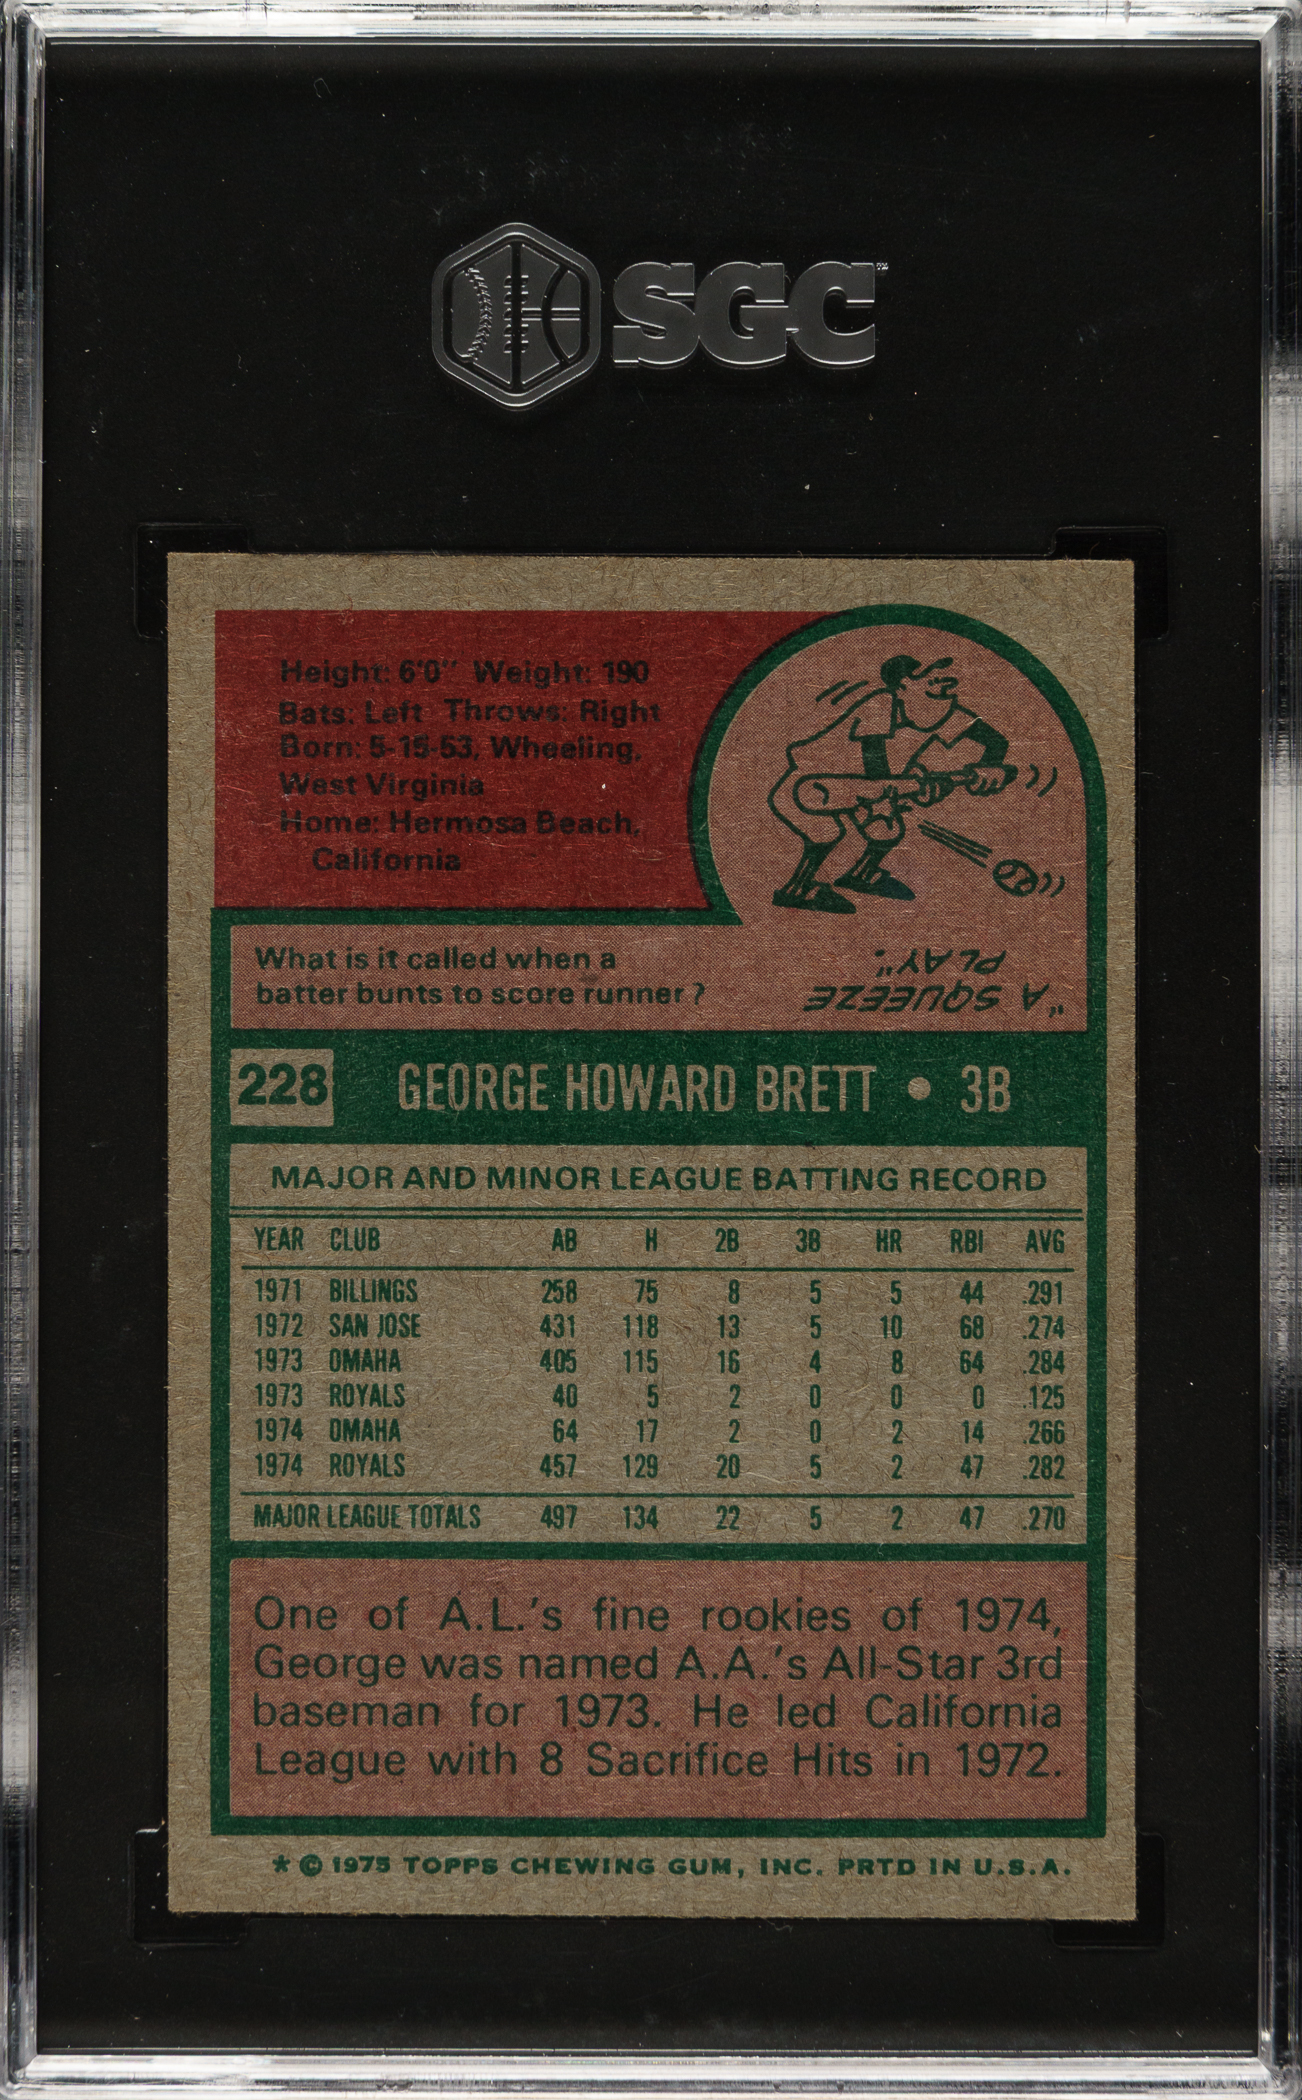 SGC™
Height: 6'0" Weight: 190
Bats: Left Throws: Right
Born: 5-15-53, Wheeling,
West Virginia
Home: Hermosa Beach,
California
What is it called when a
batter bunts to score runner?
"A SQUEEZE
PLAY".
228 GEORGE HOWARD BRETT • 3B
MAJOR AND MINOR LEAGUE BATTING RECORD
YEAR CLUB AB H 2B 3B HR RBI AVG
1971 BILLINGS 258 75 8 5 5 44 .291
1972 SAN JOSE 431 118 13 5 10 68 .274
1973 OMAHA 405 115 16 4 8 64 .284
1973 ROYALS 40 5 2 0 0 0 .125
1974 OMAHA 64 17 2 0 2 14 .266
1974 ROYALS 457 129 20 5 2 47 .282
MAJOR LEAGUE TOTALS 497 134 22 5 2 47 .270
One of A.L.'s fine rookies of 1974,
George was named A.A.'s All-Star 3rd
baseman for 1973. He led California
League with 8 Sacrifice Hits in 1972.
* © 1975 TOPPS CHEWING GUM, INC. PRTD IN U.S.A.